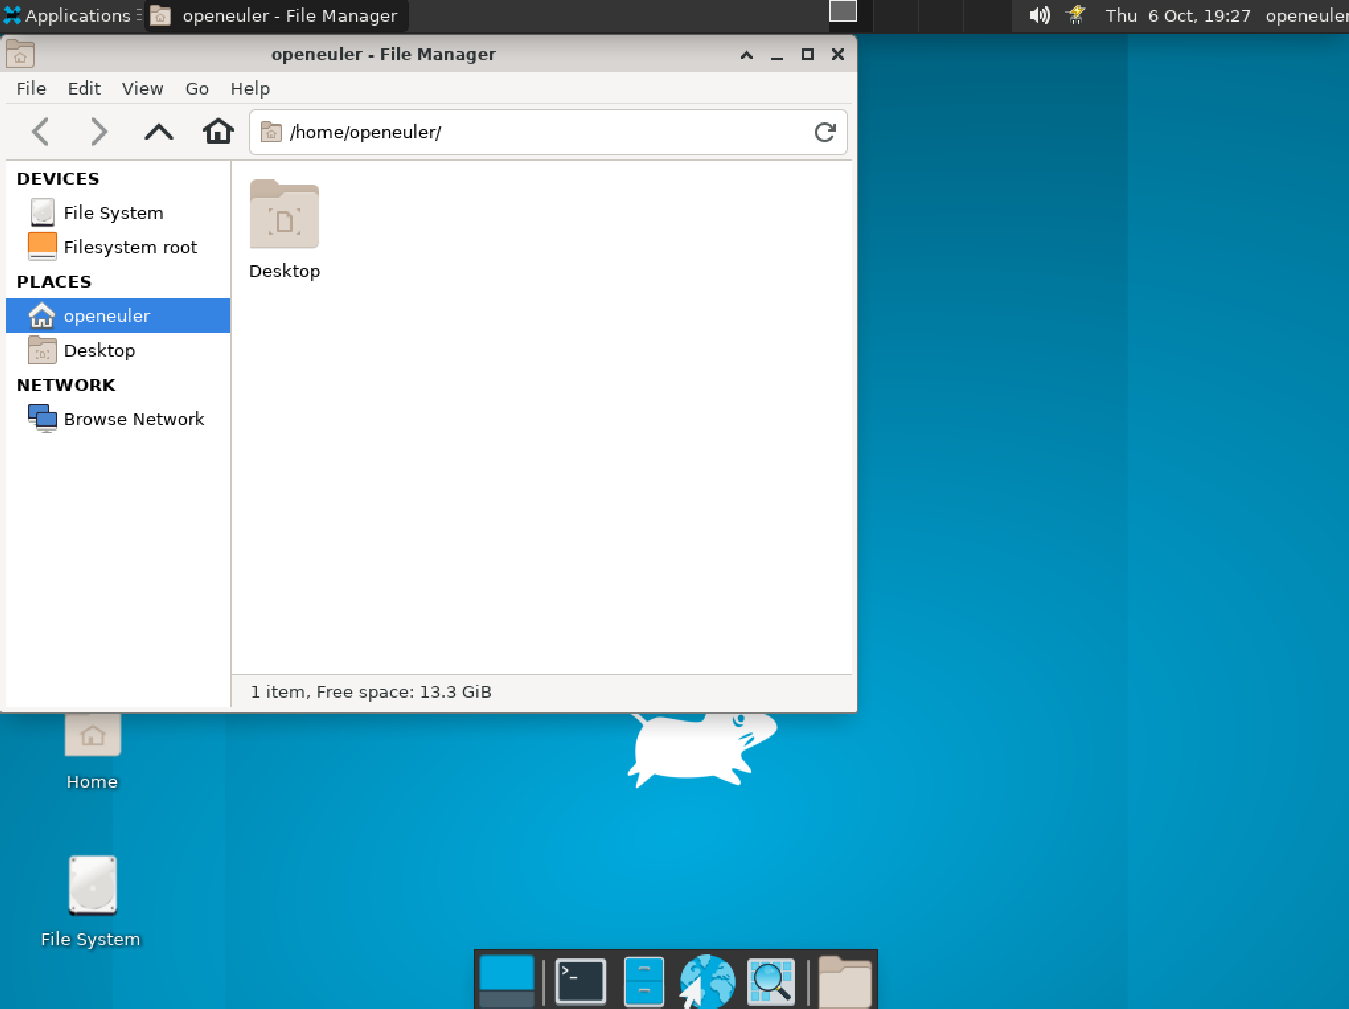 Applications
openeuler - File Manager
Thu 6 Oct, 19:27
openeuler
openeuler - File Manager
File Edit View Go Help
/home/openeuler/
DEVICES
File System
Filesystem root
PLACES
openeuler
Desktop
NETWORK
Browse Network
Desktop
1 item, Free space: 13.3 GiB
Home
File System
>_